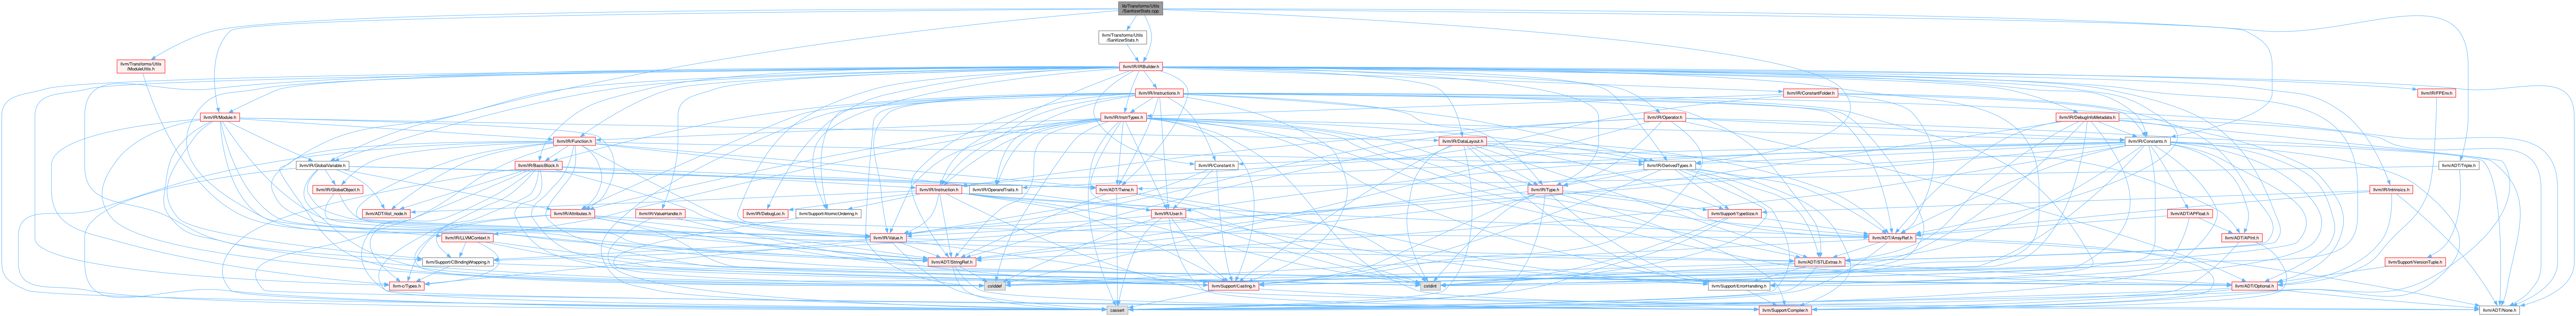 lib/Transforms/Utils
/SanitizerStats.cpp
llvm/Transforms/Utils
/SanitizerStats.h
llvm/Transforms/Utils
/ModuleUtils.h
llvm/IR/IRBuilder.h
llvm/IR/Instructions.h
llvm/IR/ConstantFolder.h
llvm/IR/FPEnv.h
llvm/IR/Module.h
llvm/IR/InstrTypes.h
llvm/IR/Operator.h
llvm/IR/DebugInfoMetadata.h
llvm/IR/Function.h
llvm/IR/DataLayout.h
llvm/IR/Constants.h
llvm/IR/GlobalVariable.h
llvm/IR/BasicBlock.h
llvm/IR/Constant.h
llvm/IR/DerivedTypes.h
llvm/ADT/Triple.h
llvm/IR/GlobalObject.h
llvm/IR/Instruction.h
llvm/IR/OperandTraits.h
llvm/ADT/Twine.h
llvm/IR/Type.h
llvm/IR/Intrinsics.h
llvm/ADT/ilist_node.h
llvm/IR/Attributes.h
llvm/IR/ValueHandle.h
llvm/IR/DebugLoc.h
llvm/Support/AtomicOrdering.h
llvm/IR/User.h
llvm/Support/TypeSize.h
llvm/ADT/APFloat.h
llvm/IR/LLVMContext.h
llvm/IR/Value.h
llvm/ADT/ArrayRef.h
llvm/ADT/APInt.h
llvm/Support/CBindingWrapping.h
llvm/ADT/StringRef.h
llvm/ADT/STLExtras.h
llvm/Support/VersionTuple.h
llvm-c/Types.h
cstddef
llvm/Support/Casting.h
cstdint
llvm/Support/ErrorHandling.h
llvm/ADT/Optional.h
cassert
llvm/Support/Compiler.h
llvm/ADT/None.h